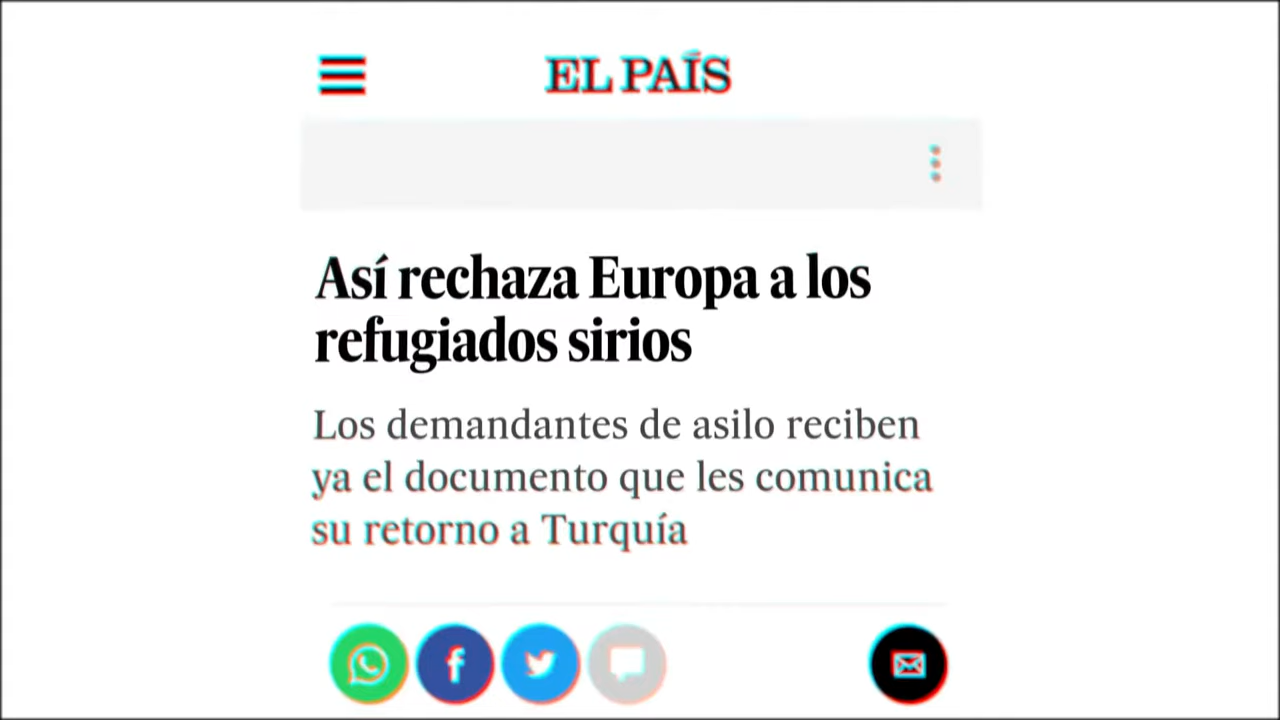 EL PAÍS
Así rechaza Europa a los
refugiados sirios
Los demandantes de asilo reciben
ya el documento que les comunica
su retorno a Turquía